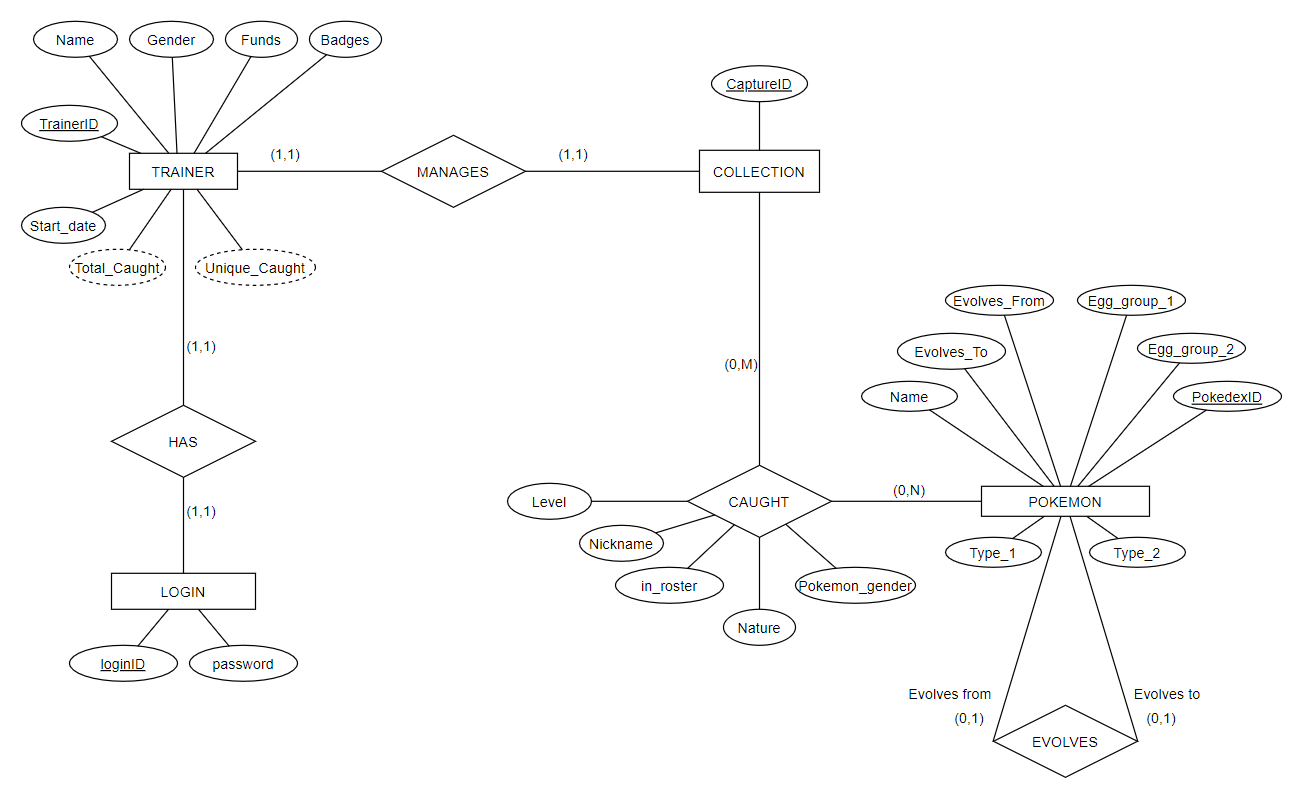 Name
Gender
Funds
Badges
CaptureID
TrainerID
(1,1)
(1,1)
TRAINER
MANAGES
COLLECTION
Start_date
Total_Caught
Unique_Caught
Evolves_From
Egg_group_1
(1,1)
Evolves_To
Egg_group_2
(0,M)
Name
PokedexID
HAS
(0,N)
Level
CAUGHT
POKEMON
(1,1)
Nickname
Type_1
Type_2
in_roster
Pokemon_gender
LOGIN
Nature
loginID
password
Evolves from
Evolves to
(0,1)
(0,1)
EVOLVES